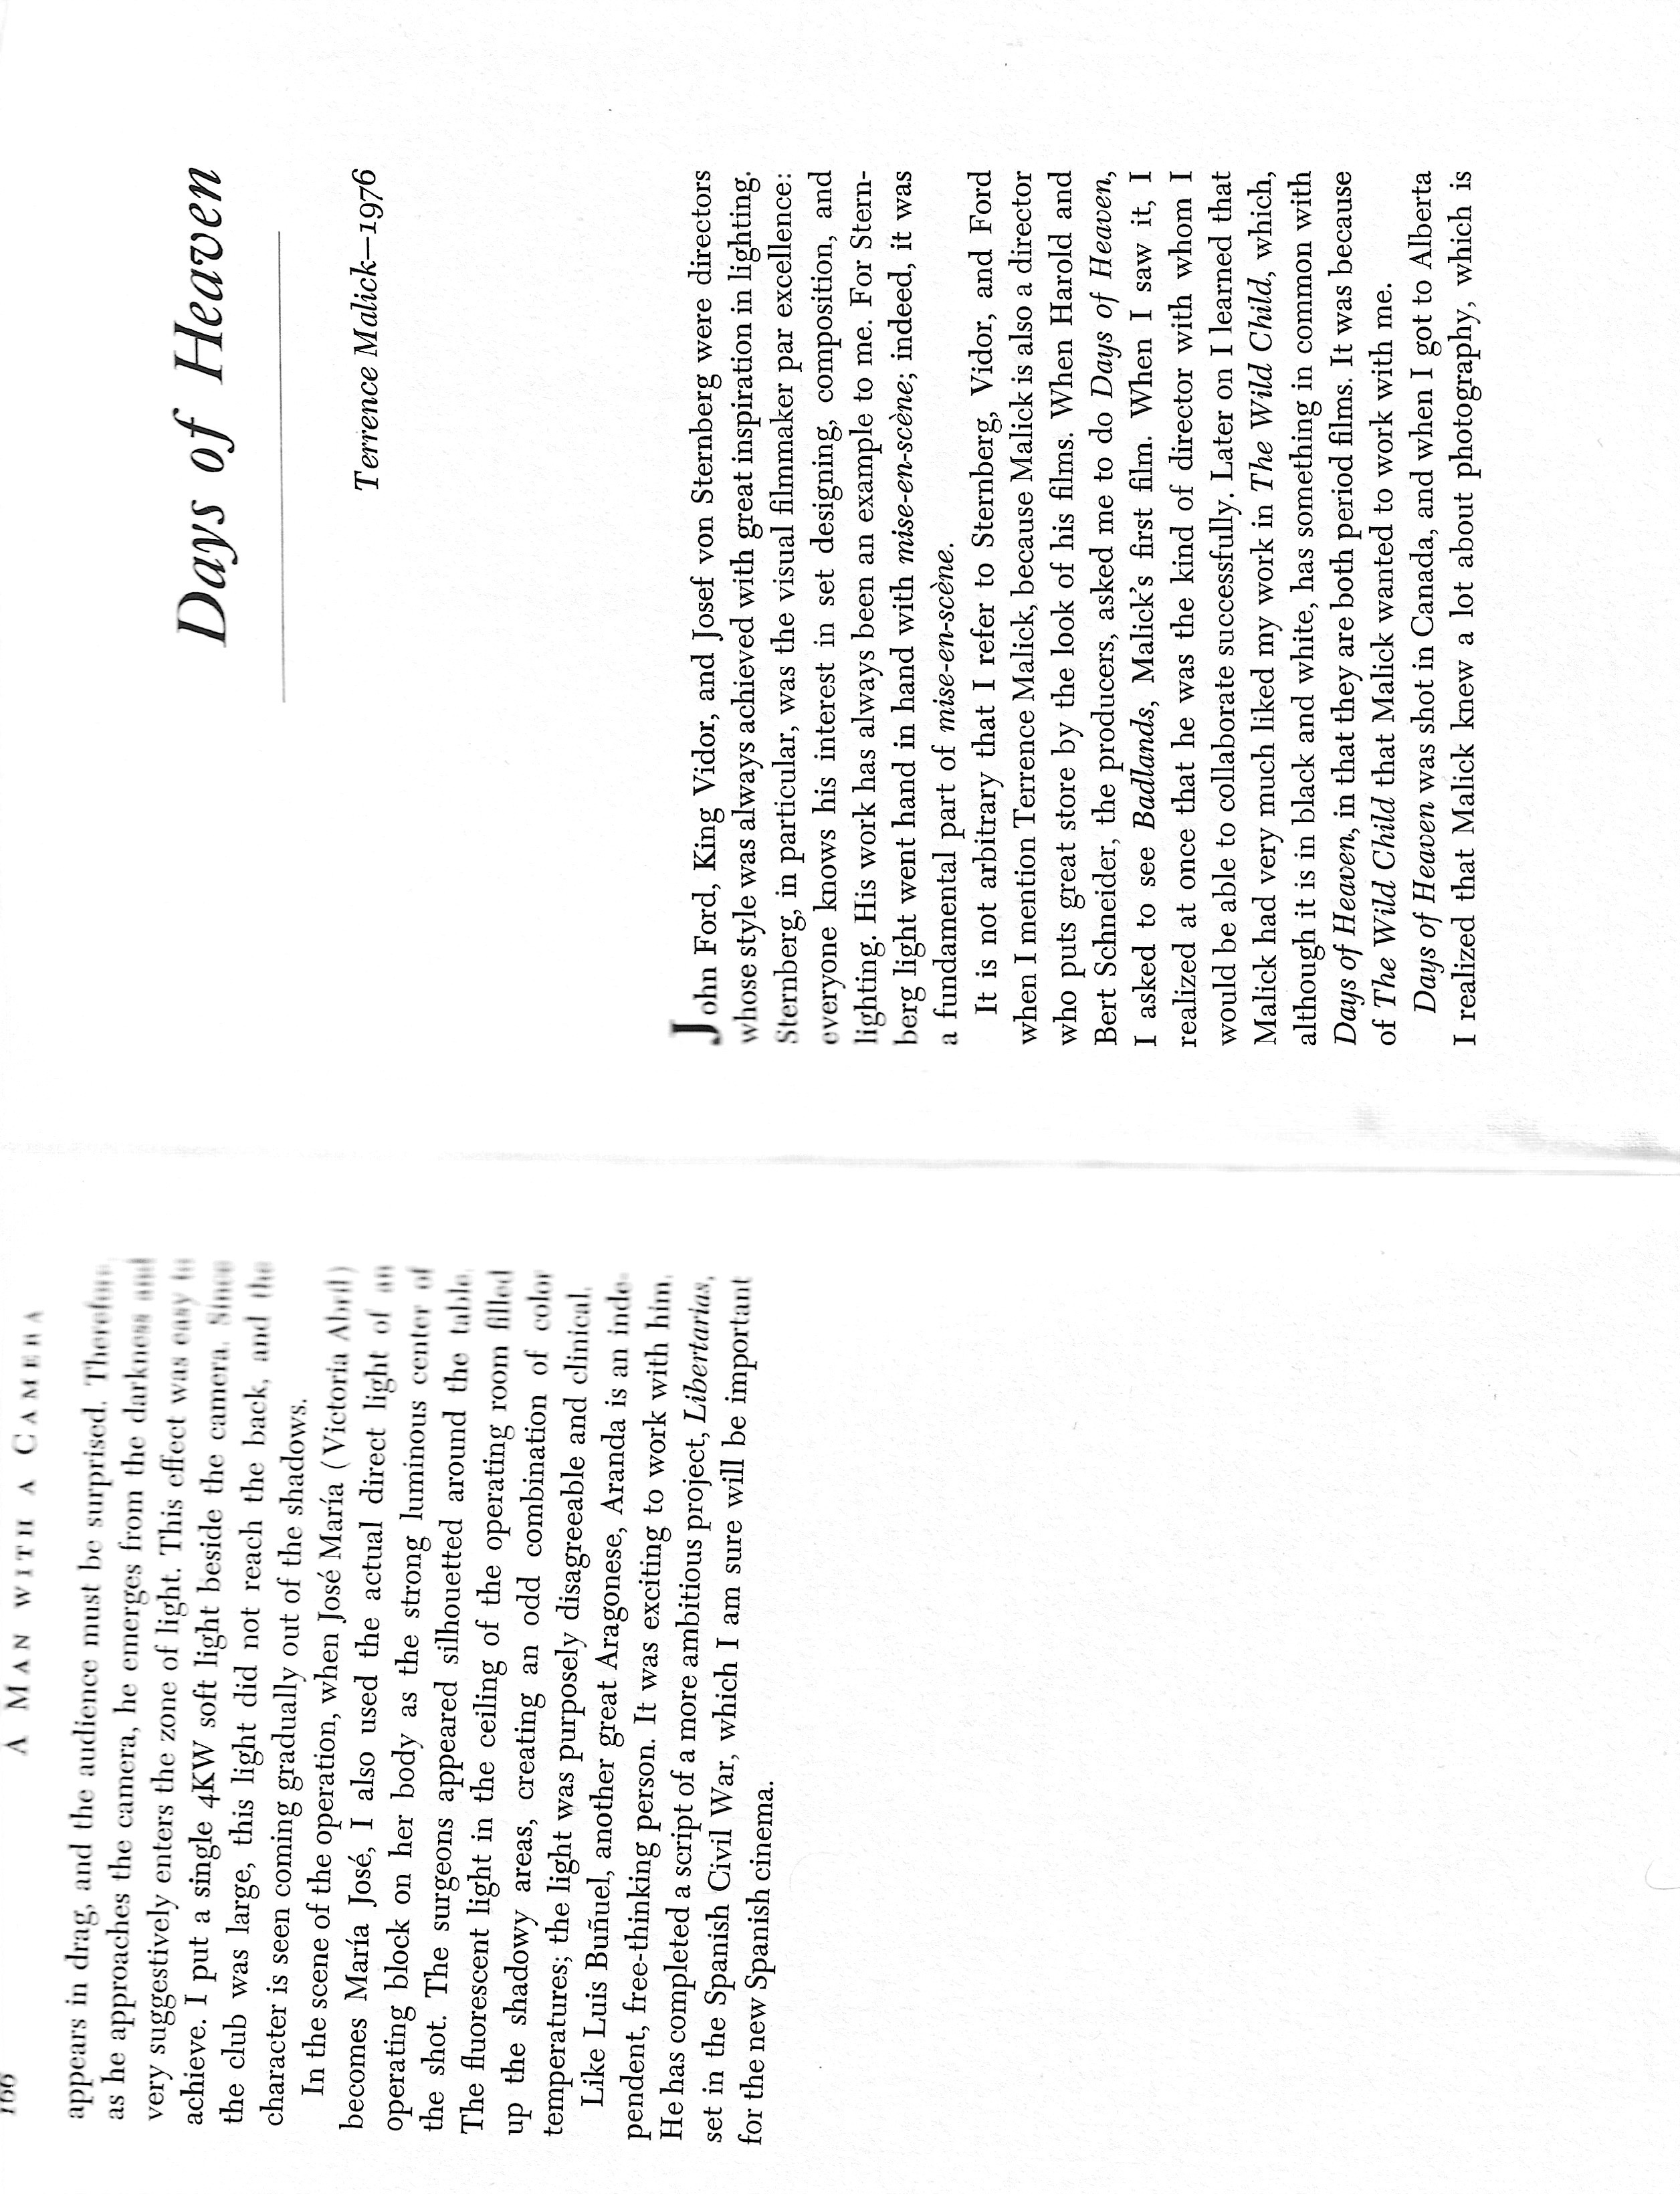 166
A MAN WITH A CAMERA
appears in drag, and the audience must be surprised. Therefore,
as he approaches the camera, he emerges from the darkness and
very suggestively enters the zone of light. This effect was easy to
achieve. I put a single 4KW soft light beside the camera. Since
the club was large, this light did not reach the back, and the
character is seen coming gradually out of the shadows.
In the scene of the operation, when José María (Victoria Abril)
becomes María José, I also used the actual direct light of an
operating block on her body as the strong luminous center of
the shot. The surgeons appeared silhouetted around the table.
The fluorescent light in the ceiling of the operating room filled
up the shadowy areas, creating an odd combination of color
temperatures; the light was purposely disagreeable and clinical.
Like Luis Buñuel, another great Aragonese, Aranda is an inde-
pendent, free-thinking person. It was exciting to work with him.
He has completed a script of a more ambitious project, Libertarias,
set in the Spanish Civil War, which I am sure will be important
for the new Spanish cinema.
Days of Heaven
Terrence Malick—1976
John Ford, King Vidor, and Josef von Sternberg were directors
whose style was always achieved with great inspiration in lighting.
Sternberg, in particular, was the visual filmmaker par excellence:
everyone knows his interest in set designing, composition, and
lighting. His work has always been an example to me. For Stern-
berg light went hand in hand with mise-en-scène; indeed, it was
a fundamental part of mise-en-scène.
It is not arbitrary that I refer to Sternberg, Vidor, and Ford
when I mention Terrence Malick, because Malick is also a director
who puts great store by the look of his films. When Harold and
Bert Schneider, the producers, asked me to do Days of Heaven,
I asked to see Badlands, Malick's first film. When I saw it, I
realized at once that he was the kind of director with whom I
would be able to collaborate successfully. Later on I learned that
Malick had very much liked my work in The Wild Child, which,
although it is in black and white, has something in common with
Days of Heaven, in that they are both period films. It was because
of The Wild Child that Malick wanted to work with me.
Days of Heaven was shot in Canada, and when I got to Alberta
I realized that Malick knew a lot about photography, which is